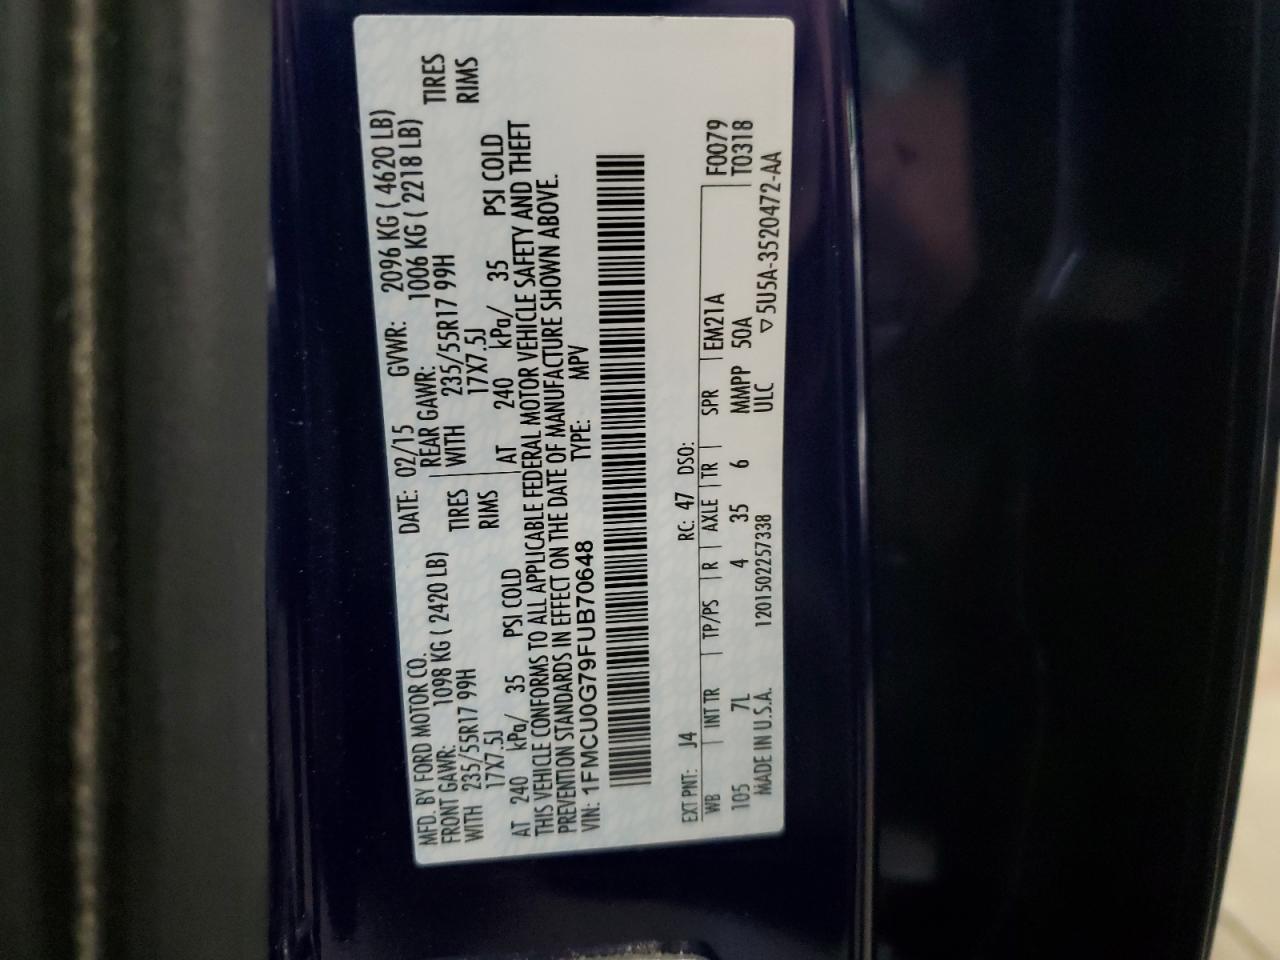 MFD. BY FORD MOTOR CO. DATE: 02/15 GVWR: 2096 KG ( 4620 LB)
FRONT GAWR: 1098 KG ( 2420 LB) REAR GAWR: 1006 KG ( 2218 LB)
WITH 235/55R17 99H TIRES WITH 235/55R17 99H TIRES
17X7.5J RIMS 17X7.5J RIMS
AT 240 kPa/ 35 PSI COLD AT 240 kPa/ 35 PSI COLD
THIS VEHICLE CONFORMS TO ALL APPLICABLE FEDERAL MOTOR VEHICLE SAFETY AND THEFT
PREVENTION STANDARDS IN EFFECT ON THE DATE OF MANUFACTURE SHOWN ABOVE.
VIN: 1FMCU0G79FUB70648 TYPE: MPV
EXT PNT: J4 RC: 47 DSO:
WB INT TR TP/PS R AXLE TR SPR EM21A F0079
105 7L 4 35 6 MMPP 50A T0318
MADE IN U.S.A. 1201502257338 ULC ▽5U5A-3520472-AA